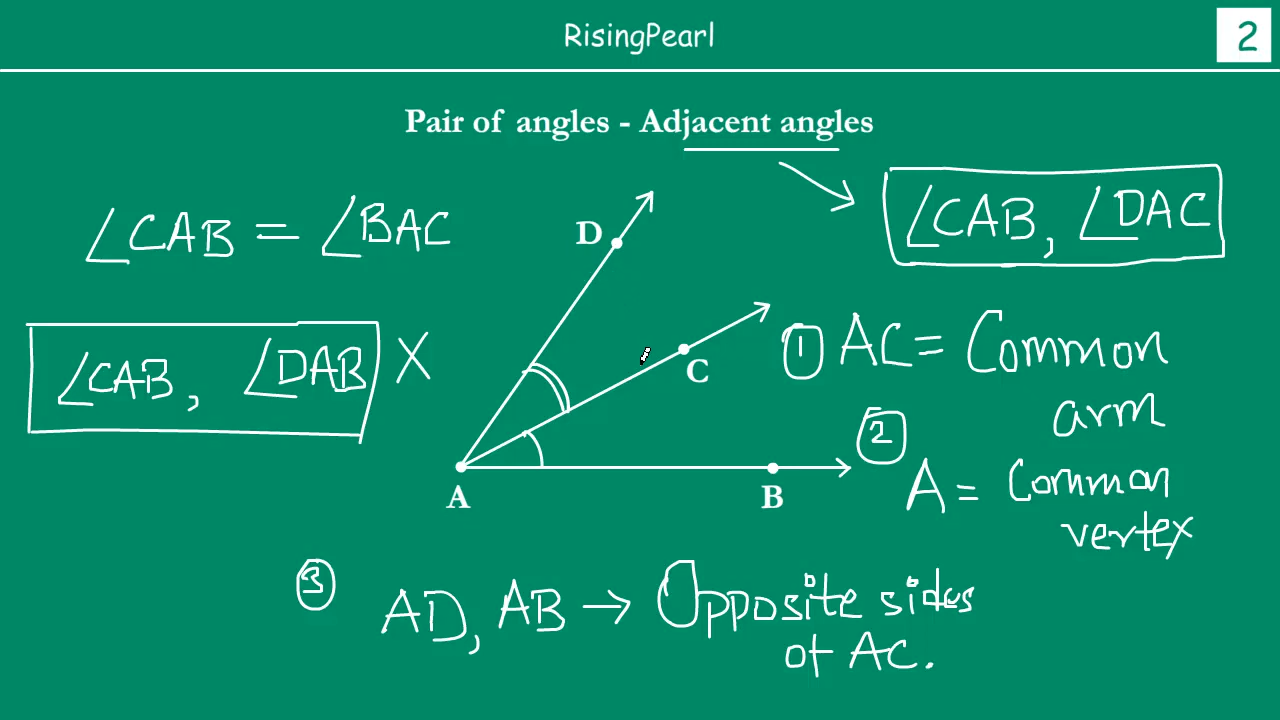 RisingPearl
2
Pair of angles - Adjacent angles
∠CAB = ∠BAC
∠CAB, ∠DAC
∠CAB, ∠DAB X
D
C
A
B
1 AC = Common
arm
2
A = Common
vertex
3
AD, AB → Opposite sides
of AC.